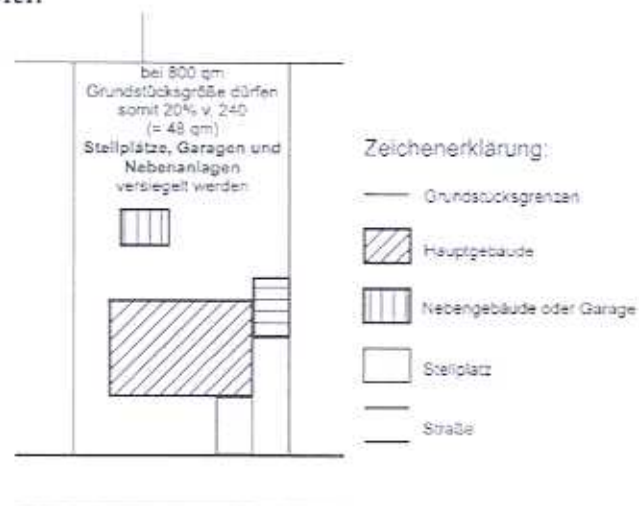 bei 800 qm
Grundstücksgröße dürfen
somit 20% v. 240
(= 48 qm)
Stellplätze, Garagen und
Nebenanlagen
versiegelt werden
Zeichenerklärung:
Grundstücksgrenzen
Hauptgebäude
Nebengebäude oder Garage
Stellplatz
Straße